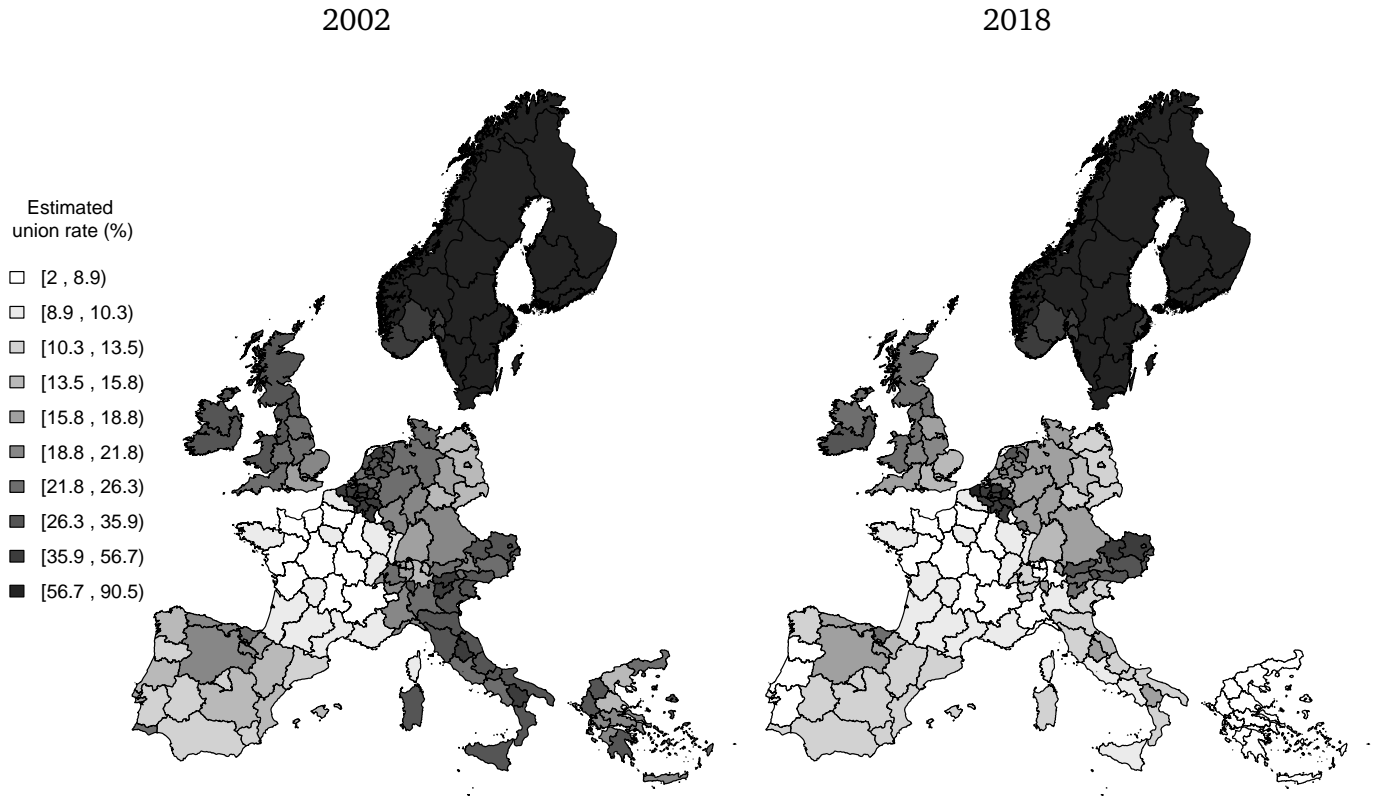 2002
2018
Estimated
union rate (%)
[2 , 8.9)
[8.9 , 10.3)
[10.3 , 13.5)
[13.5 , 15.8)
[15.8 , 18.8)
[18.8 , 21.8)
[21.8 , 26.3)
[26.3 , 35.9)
[35.9 , 56.7)
[56.7 , 90.5)